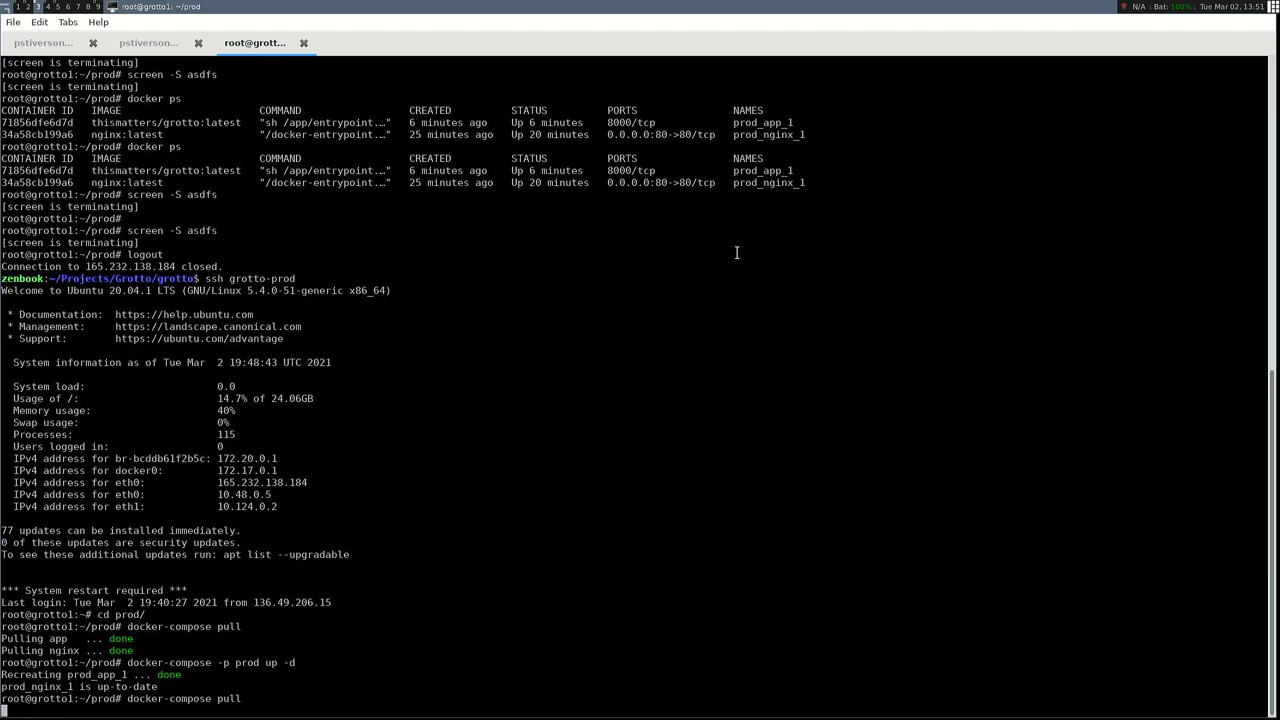 1 2 3 4 5 6 7 8 9 root@grotto1: ~/prod N/A : Bat: 100% : Tue Mar 02, 13:51
File Edit Tabs Help
pstiverson... pstiverson... root@grott...
[screen is terminating]
root@grotto1:~/prod# screen -S asdfs
[screen is terminating]
root@grotto1:~/prod# docker ps
CONTAINER ID IMAGE COMMAND CREATED STATUS PORTS NAMES
71856dfe6d7d thismatters/grotto:latest "sh /app/entrypoint.…" 6 minutes ago Up 6 minutes 8000/tcp prod_app_1
34a58cb199a6 nginx:latest "/docker-entrypoint.…" 25 minutes ago Up 20 minutes 0.0.0.0:80->80/tcp prod_nginx_1
root@grotto1:~/prod# docker ps
CONTAINER ID IMAGE COMMAND CREATED STATUS PORTS NAMES
71856dfe6d7d thismatters/grotto:latest "sh /app/entrypoint.…" 6 minutes ago Up 6 minutes 8000/tcp prod_app_1
34a58cb199a6 nginx:latest "/docker-entrypoint.…" 25 minutes ago Up 20 minutes 0.0.0.0:80->80/tcp prod_nginx_1
root@grotto1:~/prod# screen -S asdfs
[screen is terminating]
root@grotto1:~/prod#
root@grotto1:~/prod# screen -S asdfs
[screen is terminating]
root@grotto1:~/prod# logout
Connection to 165.232.138.184 closed.
zenbook:~/Projects/Grotto/grotto$ ssh grotto-prod
Welcome to Ubuntu 20.04.1 LTS (GNU/Linux 5.4.0-51-generic x86_64)
* Documentation: https://help.ubuntu.com
* Management: https://landscape.canonical.com
* Support: https://ubuntu.com/advantage
System information as of Tue Mar 2 19:48:43 UTC 2021
System load: 0.0
Usage of /: 14.7% of 24.06GB
Memory usage: 40%
Swap usage: 0%
Processes: 115
Users logged in: 0
IPv4 address for br-bcddb61f2b5c: 172.20.0.1
IPv4 address for docker0: 172.17.0.1
IPv4 address for eth0: 165.232.138.184
IPv4 address for eth0: 10.48.0.5
IPv4 address for eth1: 10.124.0.2
77 updates can be installed immediately.
0 of these updates are security updates.
To see these additional updates run: apt list --upgradable
*** System restart required ***
Last login: Tue Mar 2 19:40:27 2021 from 136.49.206.15
root@grotto1:~# cd prod/
root@grotto1:~/prod# docker-compose pull
Pulling app ... done
Pulling nginx ... done
root@grotto1:~/prod# docker-compose -p prod up -d
Recreating prod_app_1 ... done
prod_nginx_1 is up-to-date
root@grotto1:~/prod# docker-compose pull